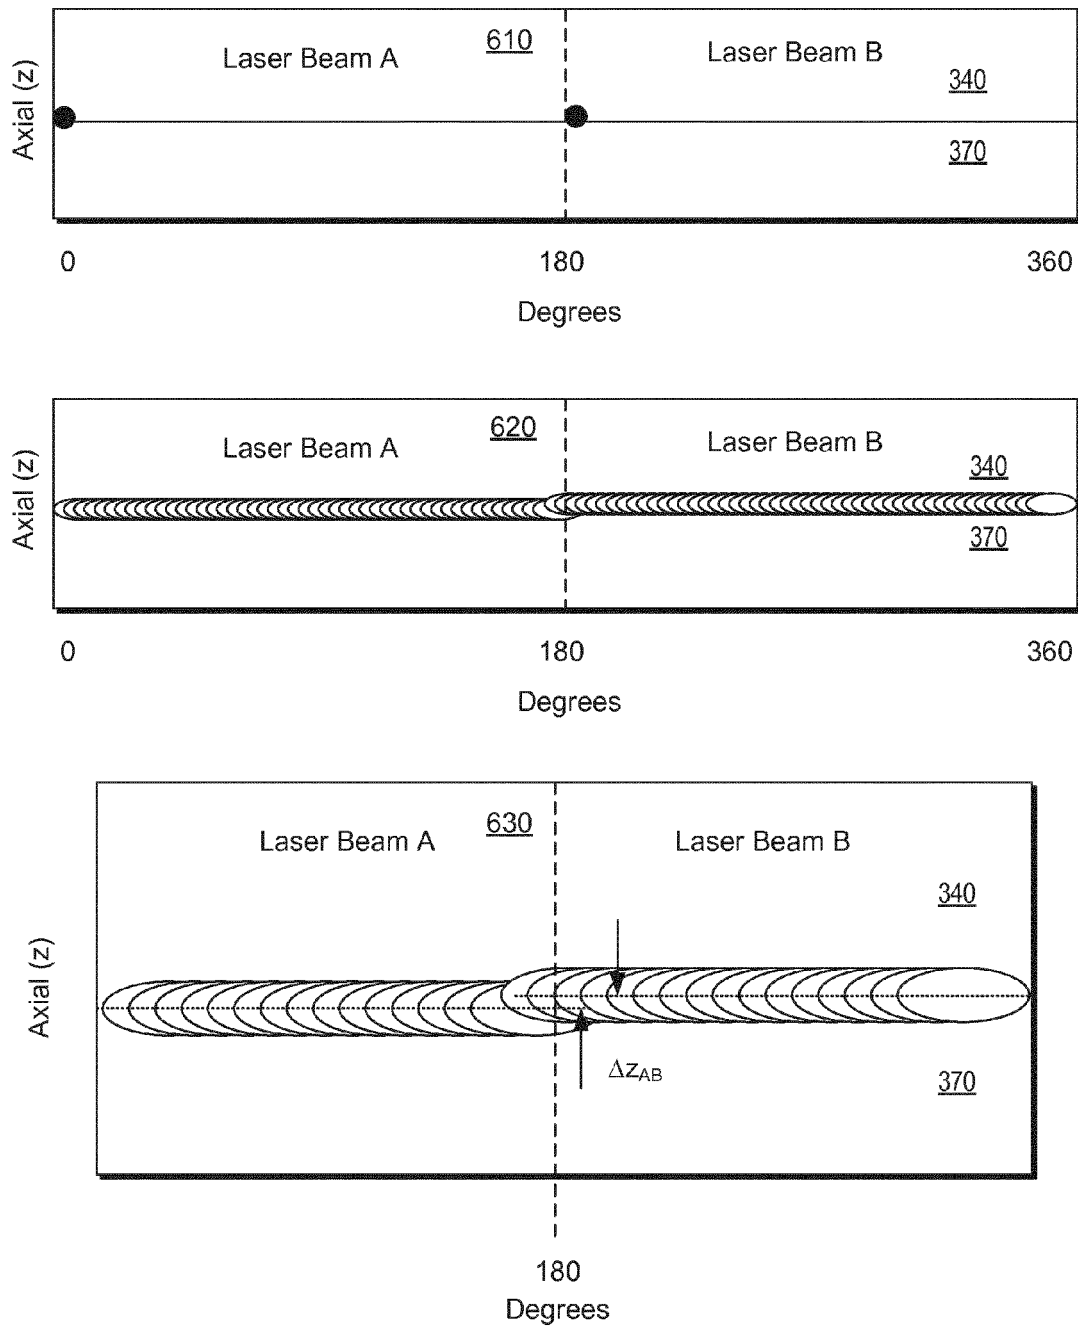 610
Laser Beam A
Laser Beam B
340
370
Axial (z)
0
180
360
Degrees
620
Laser Beam A
Laser Beam B
340
370
Axial (z)
0
180
360
Degrees
630
Laser Beam A
Laser Beam B
340
Axial (z)
ΔzAB
370
180
Degrees